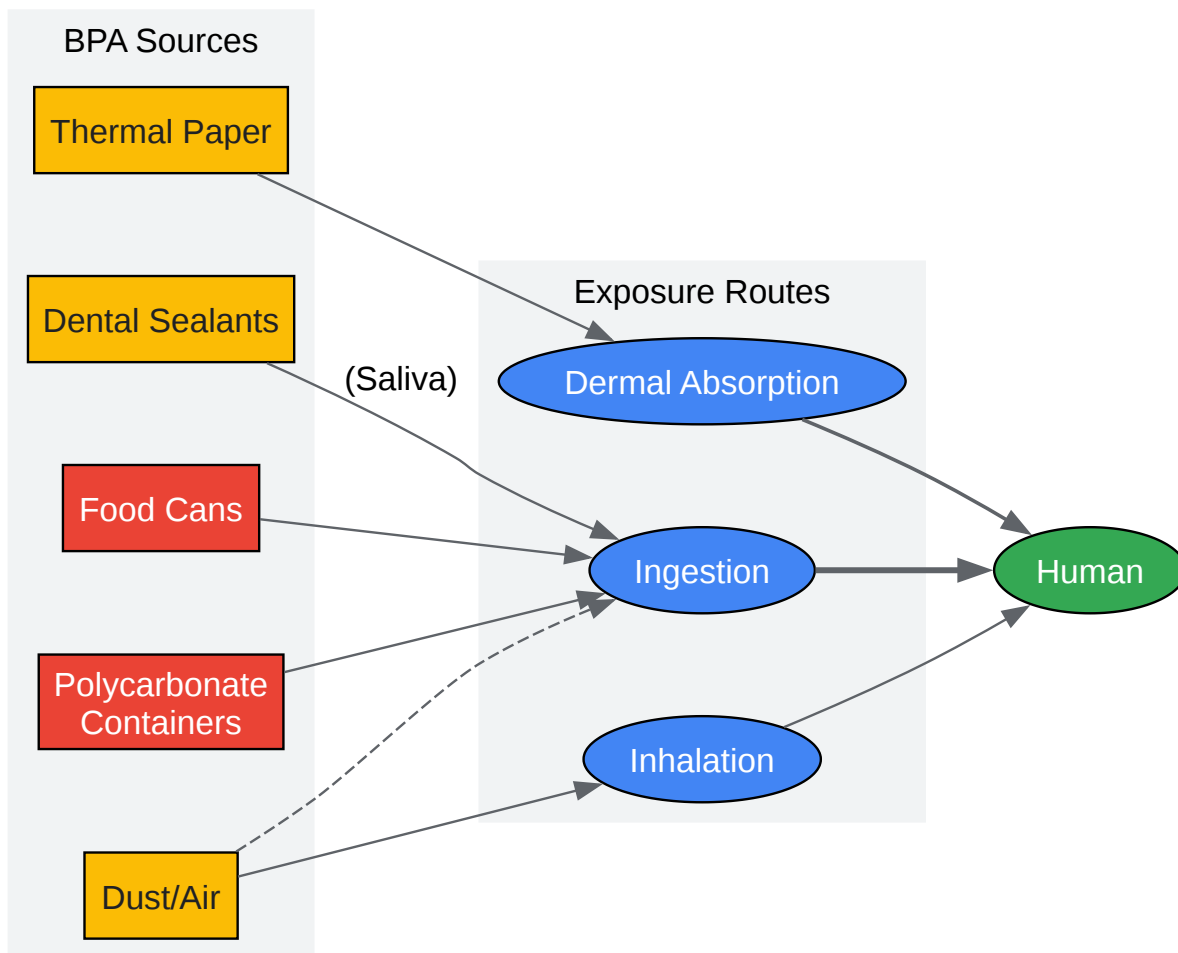 BPA Sources
Thermal Paper
Dental Sealants
(Saliva)
Food Cans
Polycarbonate
Containers
Dust/Air
Exposure Routes
Dermal Absorption
Ingestion
Inhalation
Human